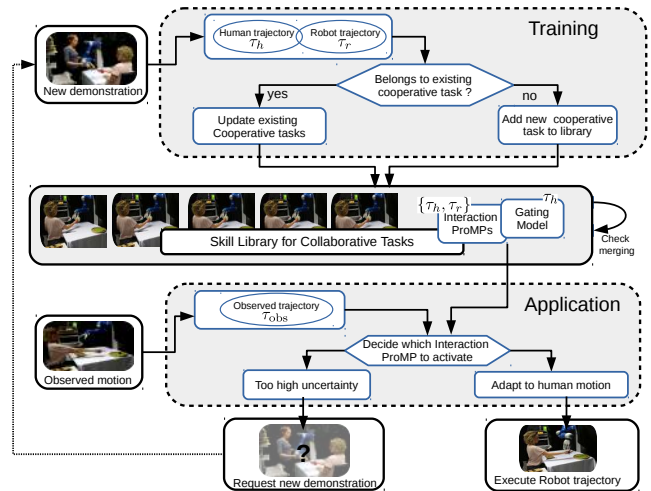 Training
Human trajectory
τh
Robot trajectory
τr
New demonstration
Belongs to existing
cooperative task ?
yes
no
Update existing
Cooperative tasks
Add new cooperative
task to library
{τh, τr}
τh
Interaction
ProMPs
Gating
Model
Skill Library for Collaborative Tasks
Check
merging
Application
Observed trajectory
τobs
Observed motion
Decide which Interaction
ProMP to activate
Too high uncertainty
Adapt to human motion
?
Request new demonstration
Execute Robot trajectory